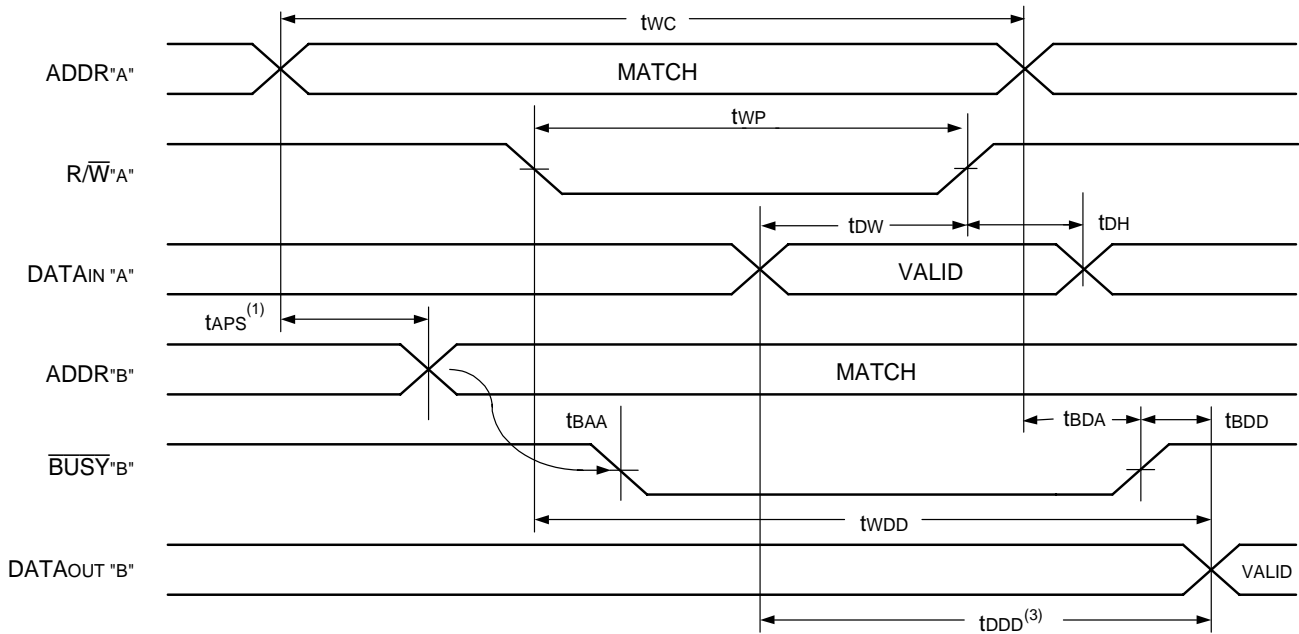 tWC
ADDR"A"
MATCH
tWP
R/W̅"A"
tDW
tDH
DATAIN "A"
VALID
tAPS(1)
ADDR"B"
MATCH
tBAA
tBDA
tBDD
B̅U̅S̅Y̅"B"
tWDD
DATAOUT "B"
VALID
tDDD(3)